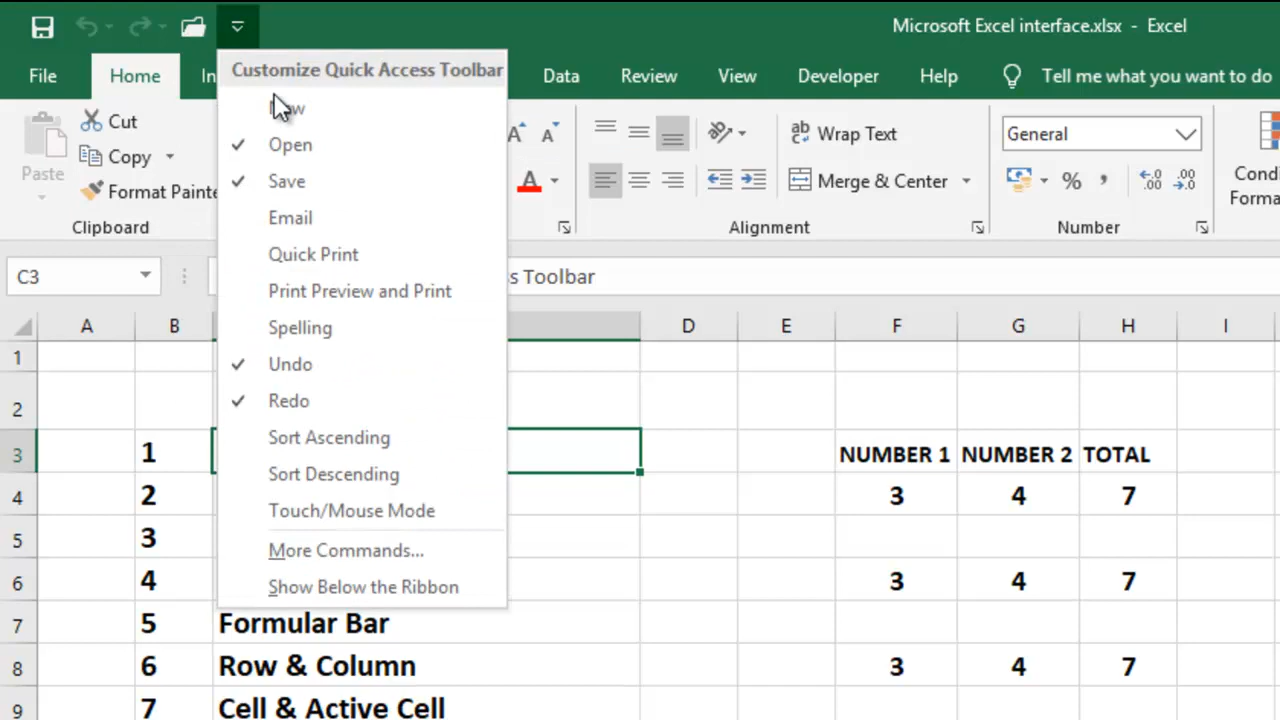 Microsoft Excel interface.xlsx - Excel
File Home Data Review View Developer Help Tell me what you want to do
Customize Quick Access Toolbar
Open
Save
Email
Quick Print
Print Preview and Print
Spelling
Undo
Redo
Sort Ascending
Sort Descending
Touch/Mouse Mode
More Commands...
Show Below the Ribbon
Paste
Cut
Copy
Format Painte
Clipboard
Wrap Text
Merge & Center
Alignment
General
Number
C3
s Toolbar
A B D E F G H I
1
2
3 1 NUMBER 1 NUMBER 2 TOTAL
4 2 3 4 7
5 3
6 4 3 4 7
7 5 Formular Bar
8 6 Row & Column 3 4 7
9 7 Cell & Active Cell